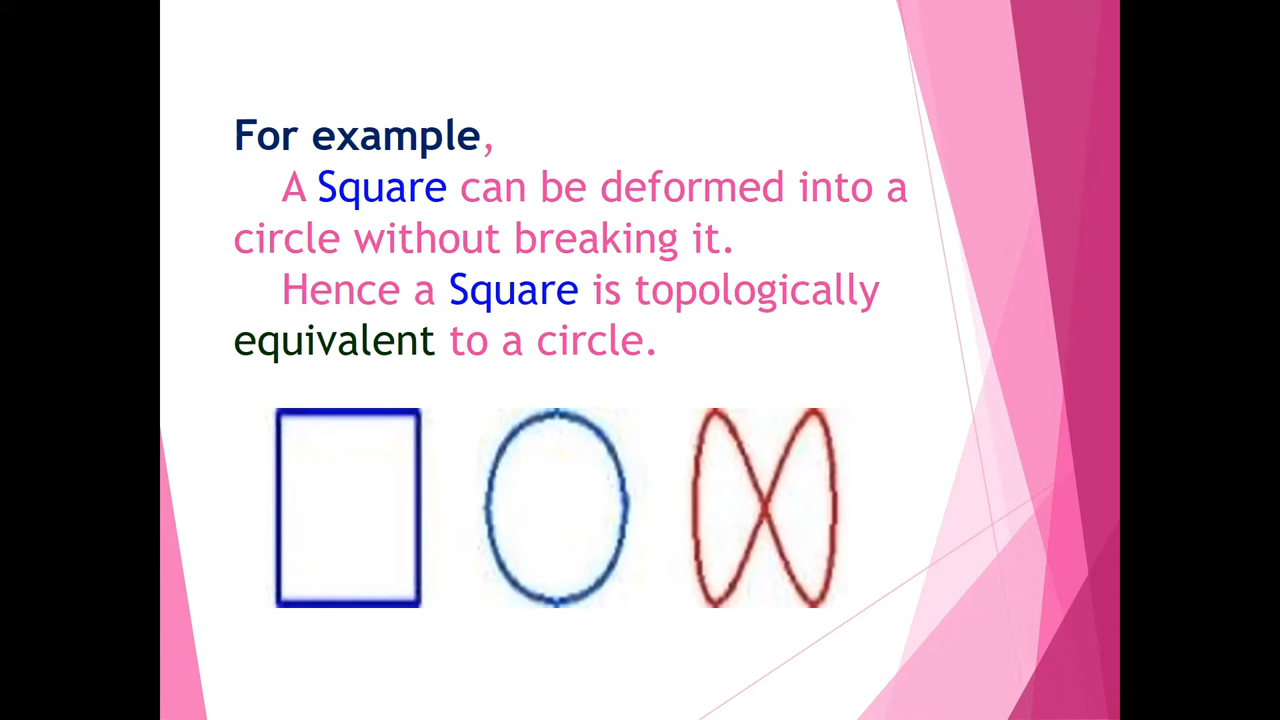 For example,
A Square can be deformed into a
circle without breaking it.
Hence a Square is topologically
equivalent to a circle.